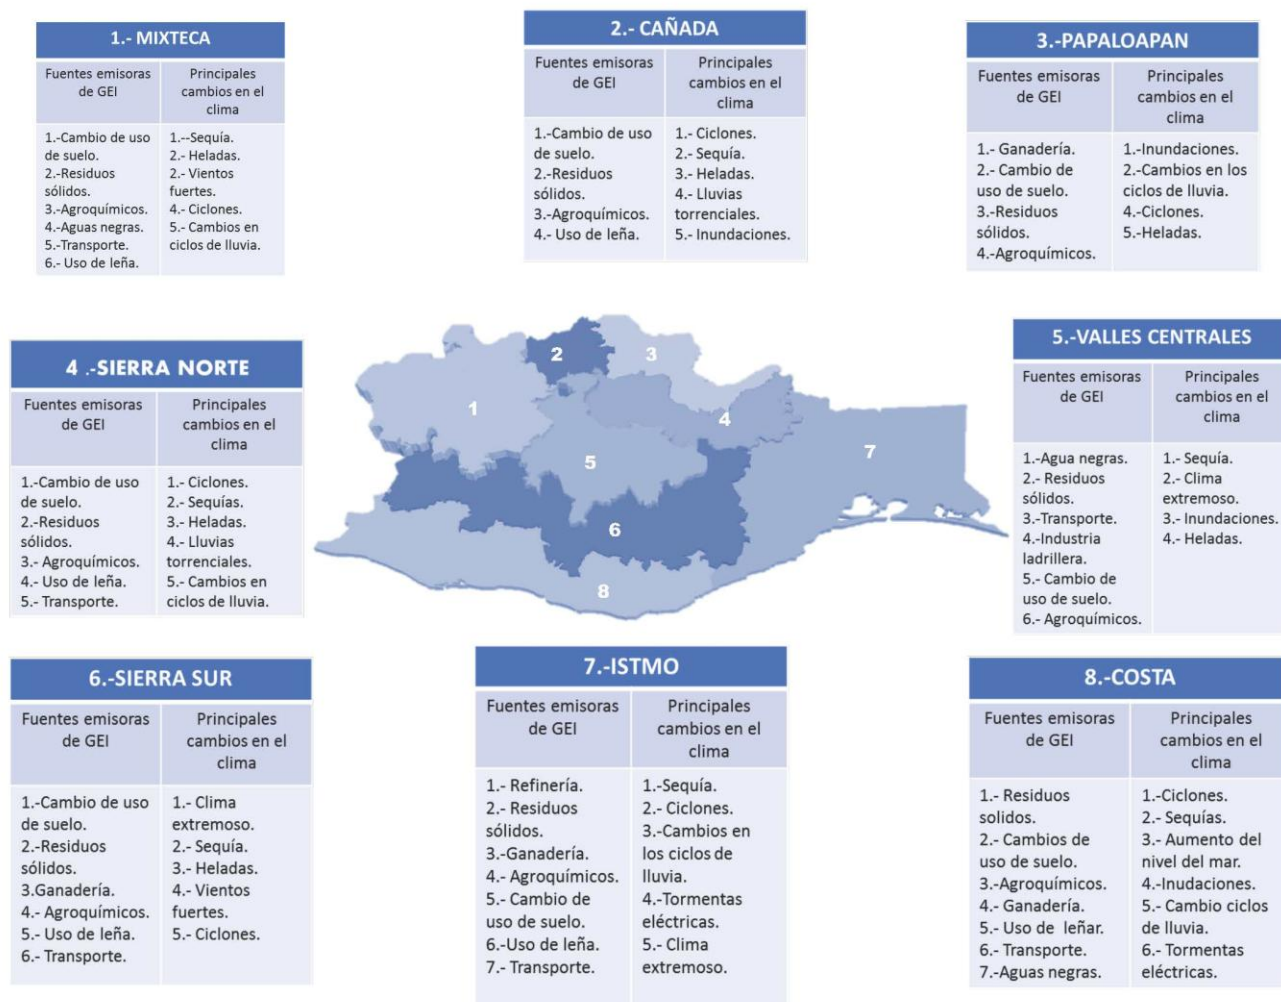 1.- MIXTECA
Fuentes emisoras
de GEI
Principales
cambios en el
clima
1.-Cambio de uso
de suelo.
2.-Residuos
sólidos.
3.-Agroquímicos.
4.-Aguas negras.
5.-Transporte.
6.- Uso de leña.
1.--Sequía.
2.- Heladas.
2.- Vientos
fuertes.
4.- Ciclones.
5.- Cambios en
ciclos de lluvia.
2.- CAÑADA
Fuentes emisoras
de GEI
Principales
cambios en el
clima
1.-Cambio de uso
de suelo.
2.-Residuos
sólidos.
3.-Agroquímicos.
4.- Uso de leña.
1.- Ciclones.
2.- Sequía.
3.- Heladas.
4.- Lluvias
torrenciales.
5.- Inundaciones.
3.-PAPALOAPAN
Fuentes emisoras
de GEI
Principales
cambios en el
clima
1.- Ganadería.
2.- Cambio de
uso de suelo.
3.-Residuos
sólidos.
4.-Agroquímicos.
1.-Inundaciones.
2.-Cambios en los
ciclos de lluvia.
4.-Ciclones.
5.-Heladas.
4 .-SIERRA NORTE
Fuentes emisoras
de GEI
Principales
cambios en el
clima
1.-Cambio de uso
de suelo.
2.-Residuos
sólidos.
3.- Agroquímicos.
4.- Uso de leña.
5.- Transporte.
1.- Ciclones.
2.- Sequías.
3.- Heladas.
4.- Lluvias
torrenciales.
5.- Cambios en
ciclos de lluvia.
1
2
3
4
5
6
7
8
5.-VALLES CENTRALES
Fuentes emisoras
de GEI
Principales
cambios en el
clima
1.-Agua negras.
2.- Residuos
sólidos.
3.-Transporte.
4.-Industria
ladrillera.
5.- Cambio de
uso de suelo.
6.- Agroquímicos.
1.- Sequía.
2.- Clima
extremoso.
3.- Inundaciones.
4.- Heladas.
6.-SIERRA SUR
Fuentes emisoras
de GEI
Principales
cambios en el
clima
1.-Cambio de uso
de suelo.
2.-Residuos
sólidos.
3.Ganadería.
4.- Agroquímicos.
5.- Uso de leña.
6.- Transporte.
1.- Clima
extremoso.
2.- Sequía.
3.- Heladas.
4.- Vientos
fuertes.
5.- Ciclones.
7.-ISTMO
Fuentes emisoras
de GEI
Principales
cambios en el
clima
1.- Refinería.
2.- Residuos
sólidos.
3.-Ganadería.
4.- Agroquímicos.
5.- Cambio de
uso de suelo.
6.-Uso de leña.
7.- Transporte.
1.-Sequía.
2.- Ciclones.
3.-Cambios en
los ciclos de
lluvia.
4.-Tormentas
eléctricas.
5.- Clima
extremoso.
8.-COSTA
Fuentes emisoras
de GEI
Principales
cambios en el
clima
1.- Residuos
solidos.
2.- Cambios de
uso de suelo.
3.-Agroquímicos.
4.- Ganadería.
5.- Uso de  leñar.
6.- Transporte.
7.-Aguas negras.
1.-Ciclones.
2.- Sequías.
3.- Aumento del
nivel del mar.
4.-Inudaciones.
5.- Cambio ciclos
de lluvia.
6.- Tormentas
eléctricas.